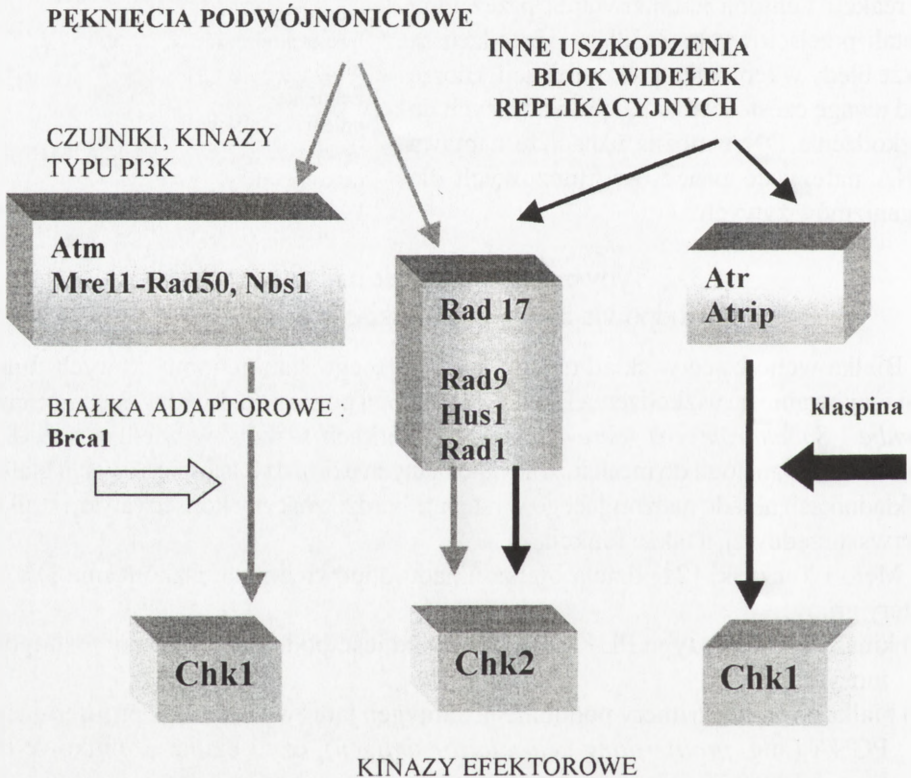 PĘKNIĘCIA PODWÓJNONICIOWE
INNE USZKODZENIA
BLOK WIDEŁEK
REPLIKACYJNYCH
CZUJNIKI, KINAZY
TYPU PI3K
Atm
Mre11-Rad50, Nbs1
Rad 17
Rad9
Hus1
Rad1
Atr
Atrip
BIAŁKA ADAPTOROWE :
Brca1
klaspina
Chk1
Chk2
Chk1
KINAZY EFEKTOROWE